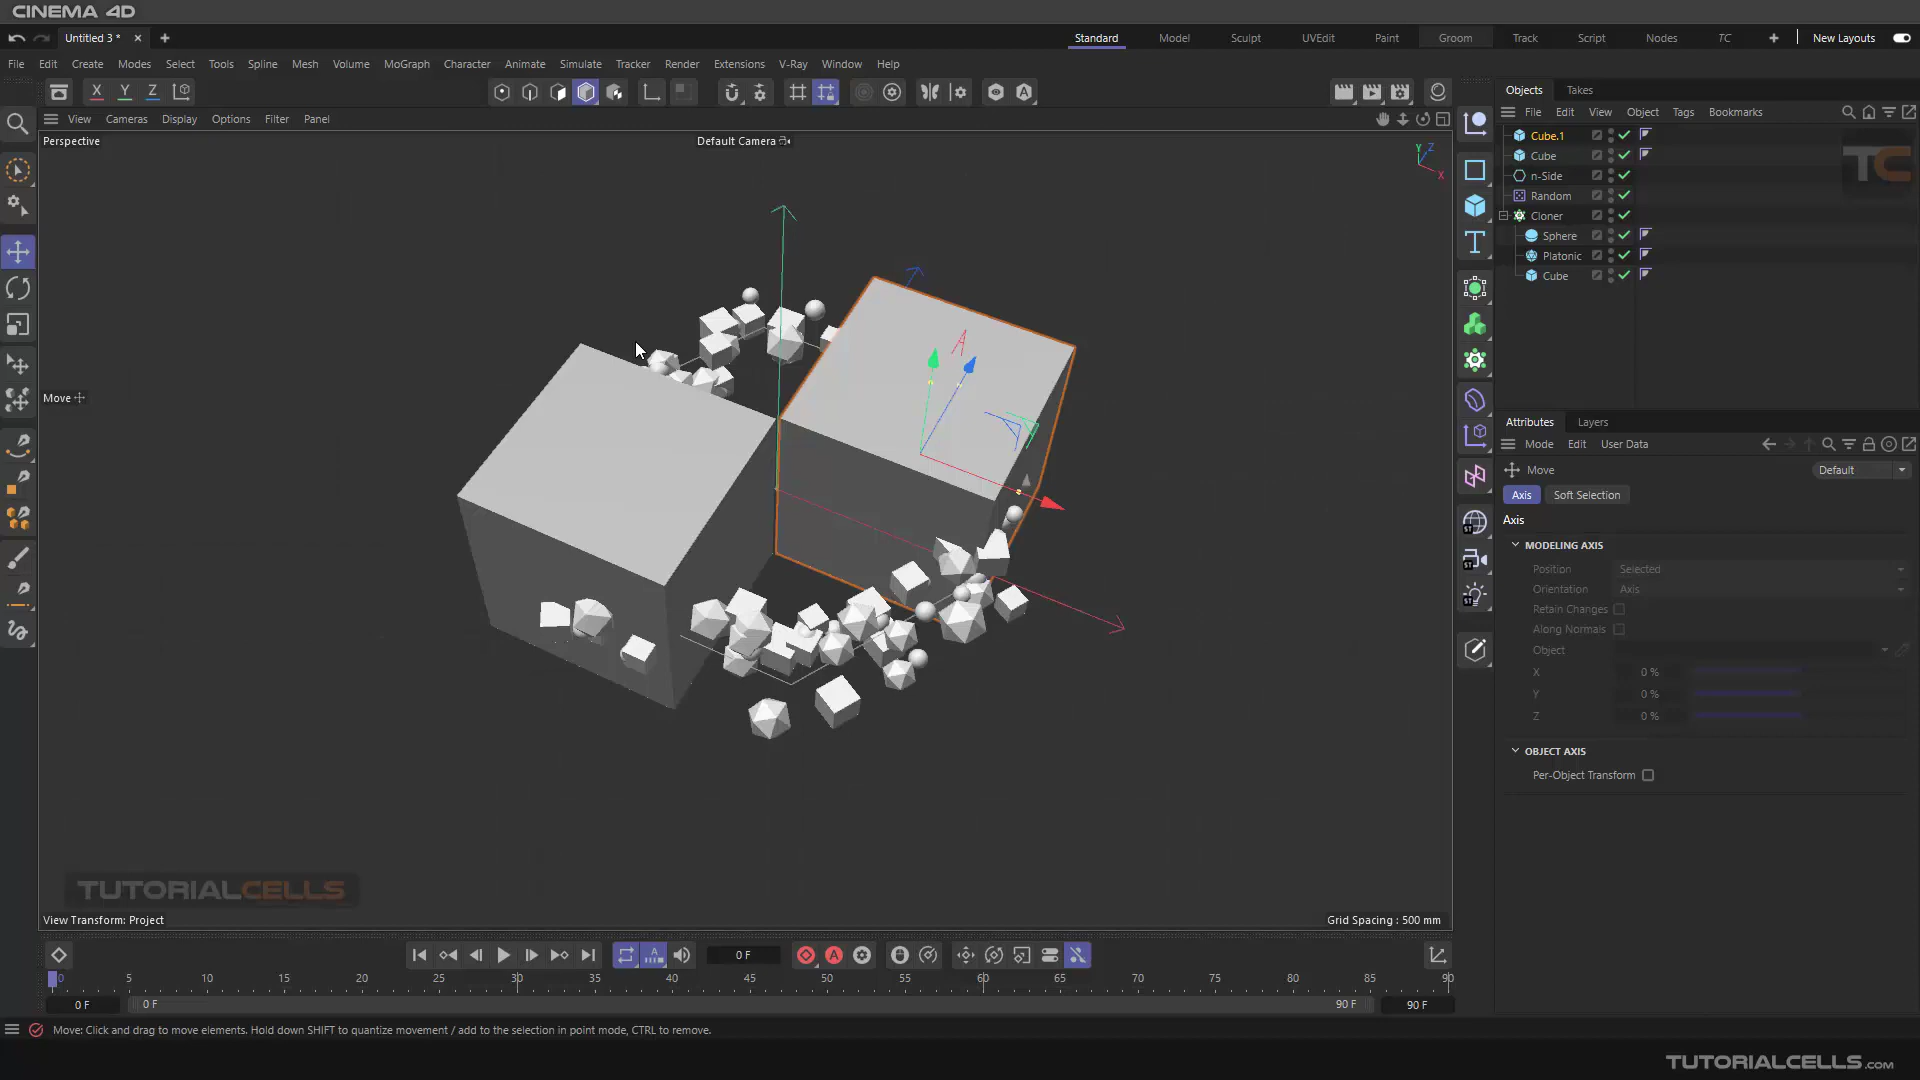 CINEMA 4D
Untitled 3 * × +
Standard Model Sculpt UVEdit Paint Groom Track Script Nodes TC + New Layouts
File Edit Create Modes Select Tools Spline Mesh Volume MoGraph Character Animate Simulate Tracker Render Extensions V-Ray Window Help
X Y Z
View Cameras Display Options Filter Panel
Perspective
Default Camera
Y Z
X
Move
View Transform: Project
Grid Spacing : 500 mm
TUTORIALCELLS
Objects Takes
File Edit View Object Tags Bookmarks
Cube.1
Cube
n-Side
Random
Cloner
Sphere
Platonic
Cube
TC
Attributes Layers
Mode Edit User Data
Move Default
Axis Soft Selection
Axis
MODELING AXIS
Position Selected
Orientation Axis
Retain Changes
Along Normals
Object
X 0 %
Y 0 %
Z 0 %
OBJECT AXIS
Per-Object Transform
0 F
0 5 10 15 20 25 30 35 40 45 50 55 60 65 70 75 80 85 90
0 F 0 F 90 F 90 F
Move: Click and drag to move elements. Hold down SHIFT to quantize movement / add to the selection in point mode, CTRL to remove.
TUTORIALCELLS.com